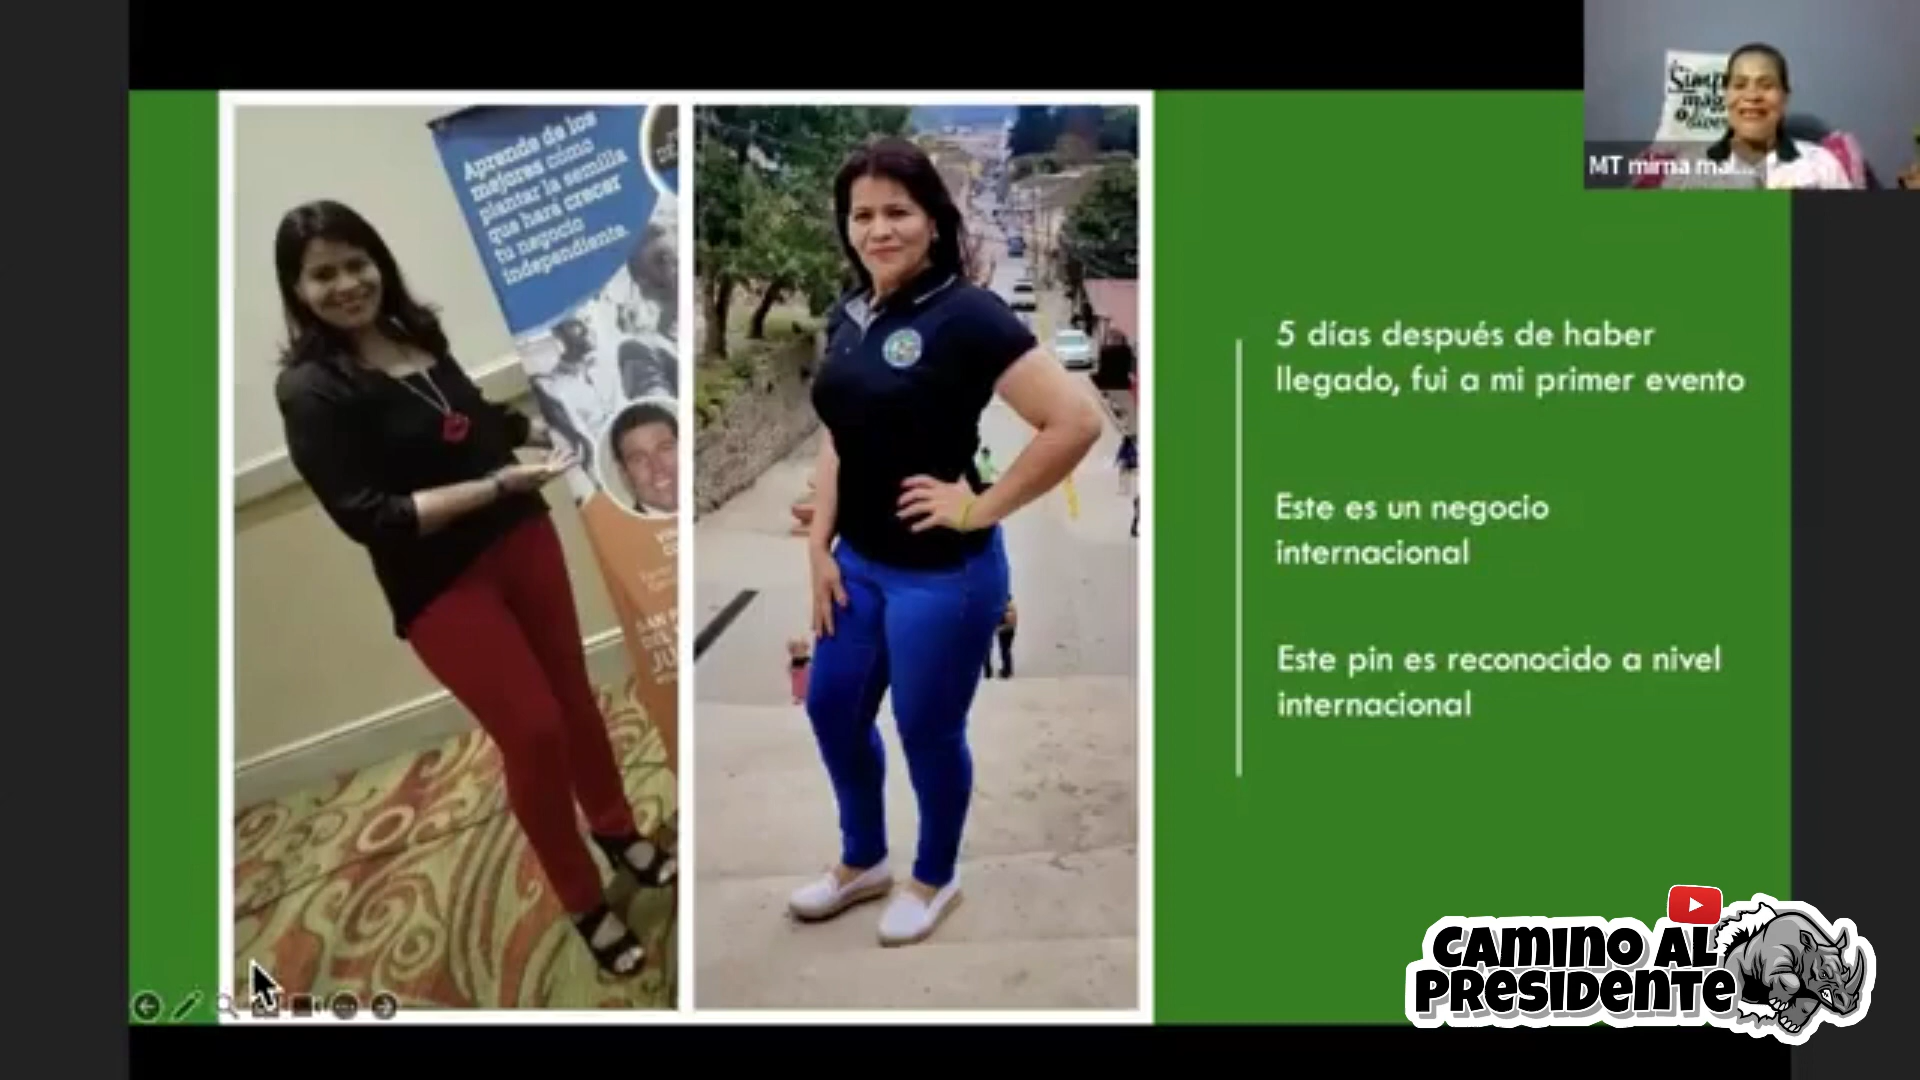 Aprende de los
mejores cómo
plantar la semilla
que hará crecer
tu negocio
independiente.
5 días después de haber
llegado, fui a mi primer evento
Este es un negocio
internacional
Este pin es reconocido a nivel
internacional
MT mirna mal...
CAMINO AL
PRESIDENTE